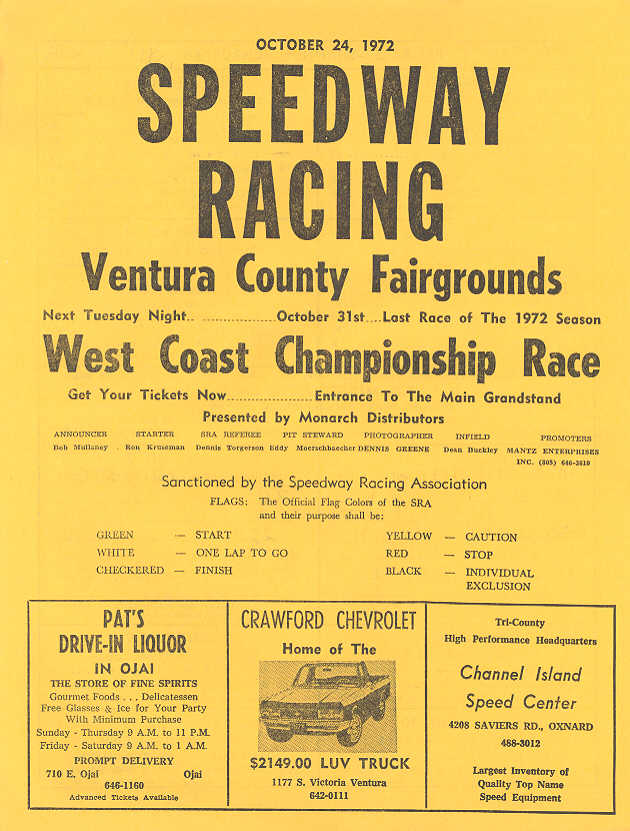 OCTOBER 24, 1972
SPEEDWAY
RACING
Ventura County Fairgrounds
Next Tuesday Night.. ...................October 31st....Last Race of The 1972 Season
West Coast Championship Race
Get Your Tickets Now......................Entrance To The Main Grandstand
Presented by Monarch Distributors
ANNOUNCER STARTER SRA REFEREE PIT STEWARD PHOTOGRAPHER INFIELD PROMOTERS
Bob Mullaney . Ron Kruseman Dennis Torgerson Eddy Moerschbaecher DENNIS GREENE Dean Buckley MANTZ ENTERPRISES
INC. (805) 646-3810
Sanctioned by the Speedway Racing Association
FLAGS: The Official Flag Colors of the SRA
and their purpose shall be:
GREEN — START
WHITE — ONE LAP TO GO
CHECKERED — FINISH
YELLOW — CAUTION
RED — STOP
BLACK — INDIVIDUAL
EXCLUSION
PAT'S
DRIVE-IN LIQUOR
IN OJAI
THE STORE OF FINE SPIRITS
Gourmet Foods . . . Delicatessen
Free Glasses & Ice for Your Party
With Minimum Purchase
Sunday - Thursday 9 A.M. to 11 P.M.
Friday - Saturday 9 A.M. to 1 A.M.
PROMPT DELIVERY
710 E. Ojai Ojai
646-1160
Advanced Tickets Available
CRAWFORD CHEVROLET
Home of The
$2149.00 LUV TRUCK
1177 S. Victoria Ventura
642-0111
Tri-County
High Performance Headquarters
Channel Island
Speed Center
4208 SAVIERS RD., OXNARD
488-3012
Largest Inventory of
Quality Top Name
Speed Equipment